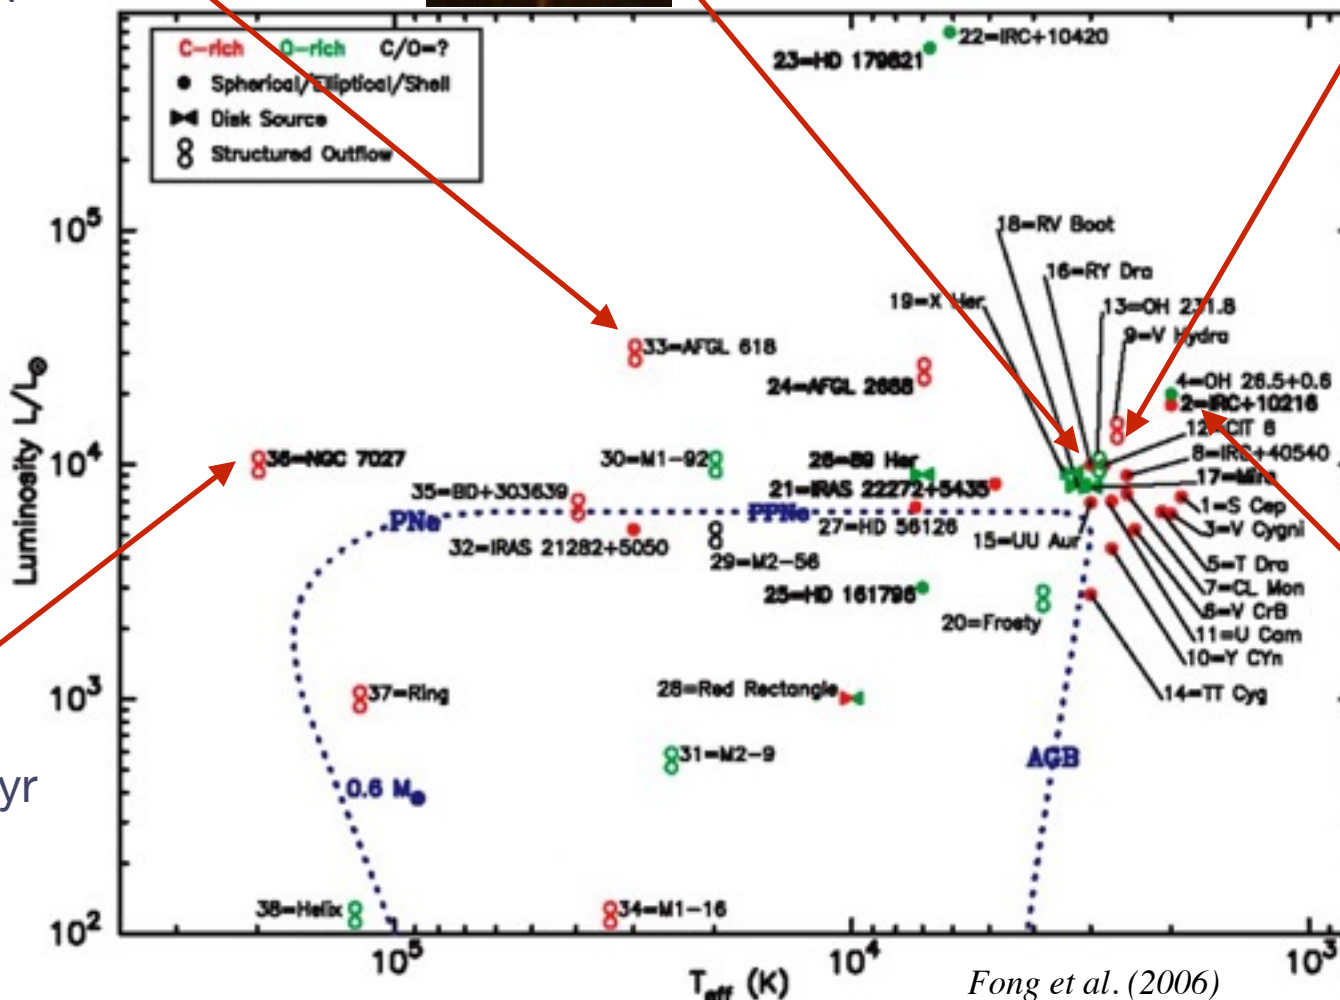 C-rich O-rich C/O=?
Spherical/Elliptical/Shell
Disk Source
Structured Outflow
22=IRC+10420
23=HD 179821
10⁵
18=RV Boot
16=RY Dra
19=X Her
13=OH 231.8
9=V Hydra
33=AFGL 618
24=AFGL 2688
4=OH 26.5+0.6
2=IRC+10216
12=CIT 6
8=IRC+40540
17=Mira
10⁴
36=NGC 7027
30=M1-92
26=89 Her
21=IRAS 22272+5435
35=BD+303639
1=S Cep
3=V Cygni
PNe
PPNe
27=HD 56126
15=UU Aur
32=IRAS 21282+5050
29=M2-56
5=T Dra
7=CL Mon
6=V CrB
11=U Cam
10=Y CYn
14=TT Cyg
25=HD 161796
20=Frosty
Luminosity L/L⊙
10³
37=Ring
28=Red Rectangle
31=M2-9
AGB
0.6 M⊙
yr
38=Helix
34=M1-16
10²
10⁵
10⁴
10³
T_eff (K)
Fong et al. (2006)